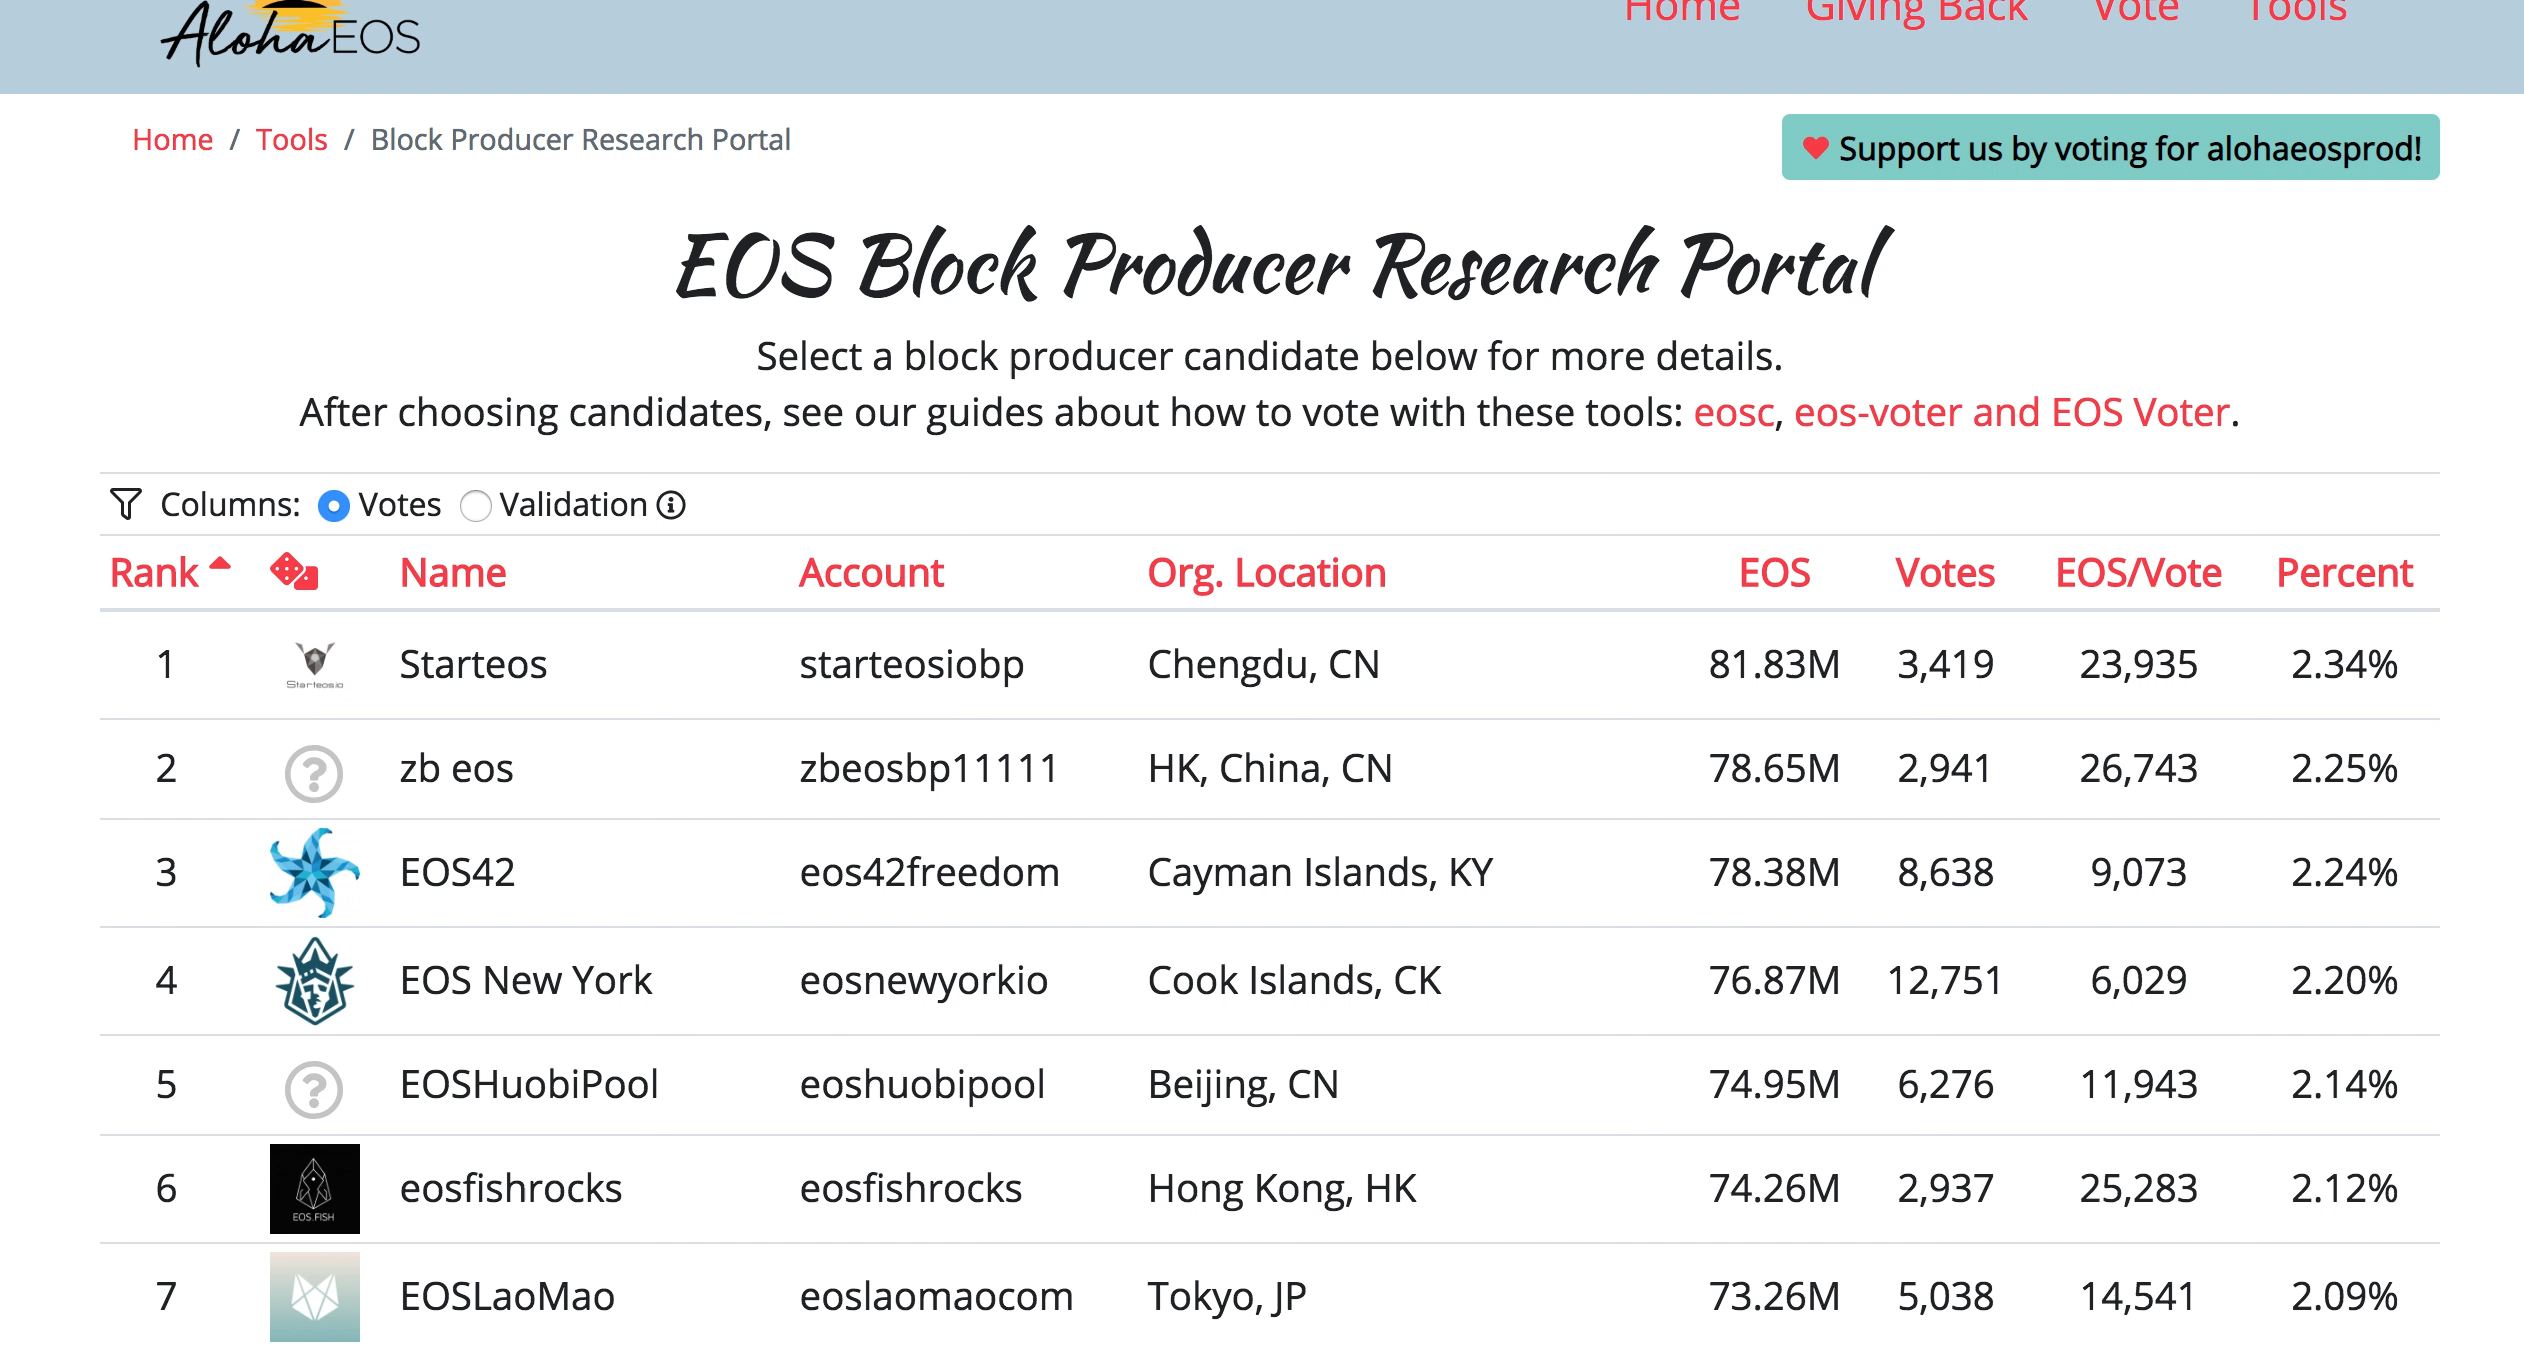 AlohaEOS
Home Giving Back Vote Tools
Home / Tools / Block Producer Research Portal
Support us by voting for alohaeosprod!
EOS Block Producer Research Portal
Select a block producer candidate below for more details.
After choosing candidates, see our guides about how to vote with these tools: eosc, eos-voter and EOS Voter.
Columns: Votes Validation
Rank Name Account Org. Location EOS Votes EOS/Vote Percent
1 Starteos.io Starteos starteosiobp Chengdu, CN 81.83M 3,419 23,935 2.34%
2 ? zb eos zbeosbp11111 HK, China, CN 78.65M 2,941 26,743 2.25%
3 EOS42 eos42freedom Cayman Islands, KY 78.38M 8,638 9,073 2.24%
4 EOS New York eosnewyorkio Cook Islands, CK 76.87M 12,751 6,029 2.20%
5 ? EOSHuobiPool eoshuobipool Beijing, CN 74.95M 6,276 11,943 2.14%
6 EOS.FISH eosfishrocks eosfishrocks Hong Kong, HK 74.26M 2,937 25,283 2.12%
7 EOSLaoMao eoslaomaocom Tokyo, JP 73.26M 5,038 14,541 2.09%